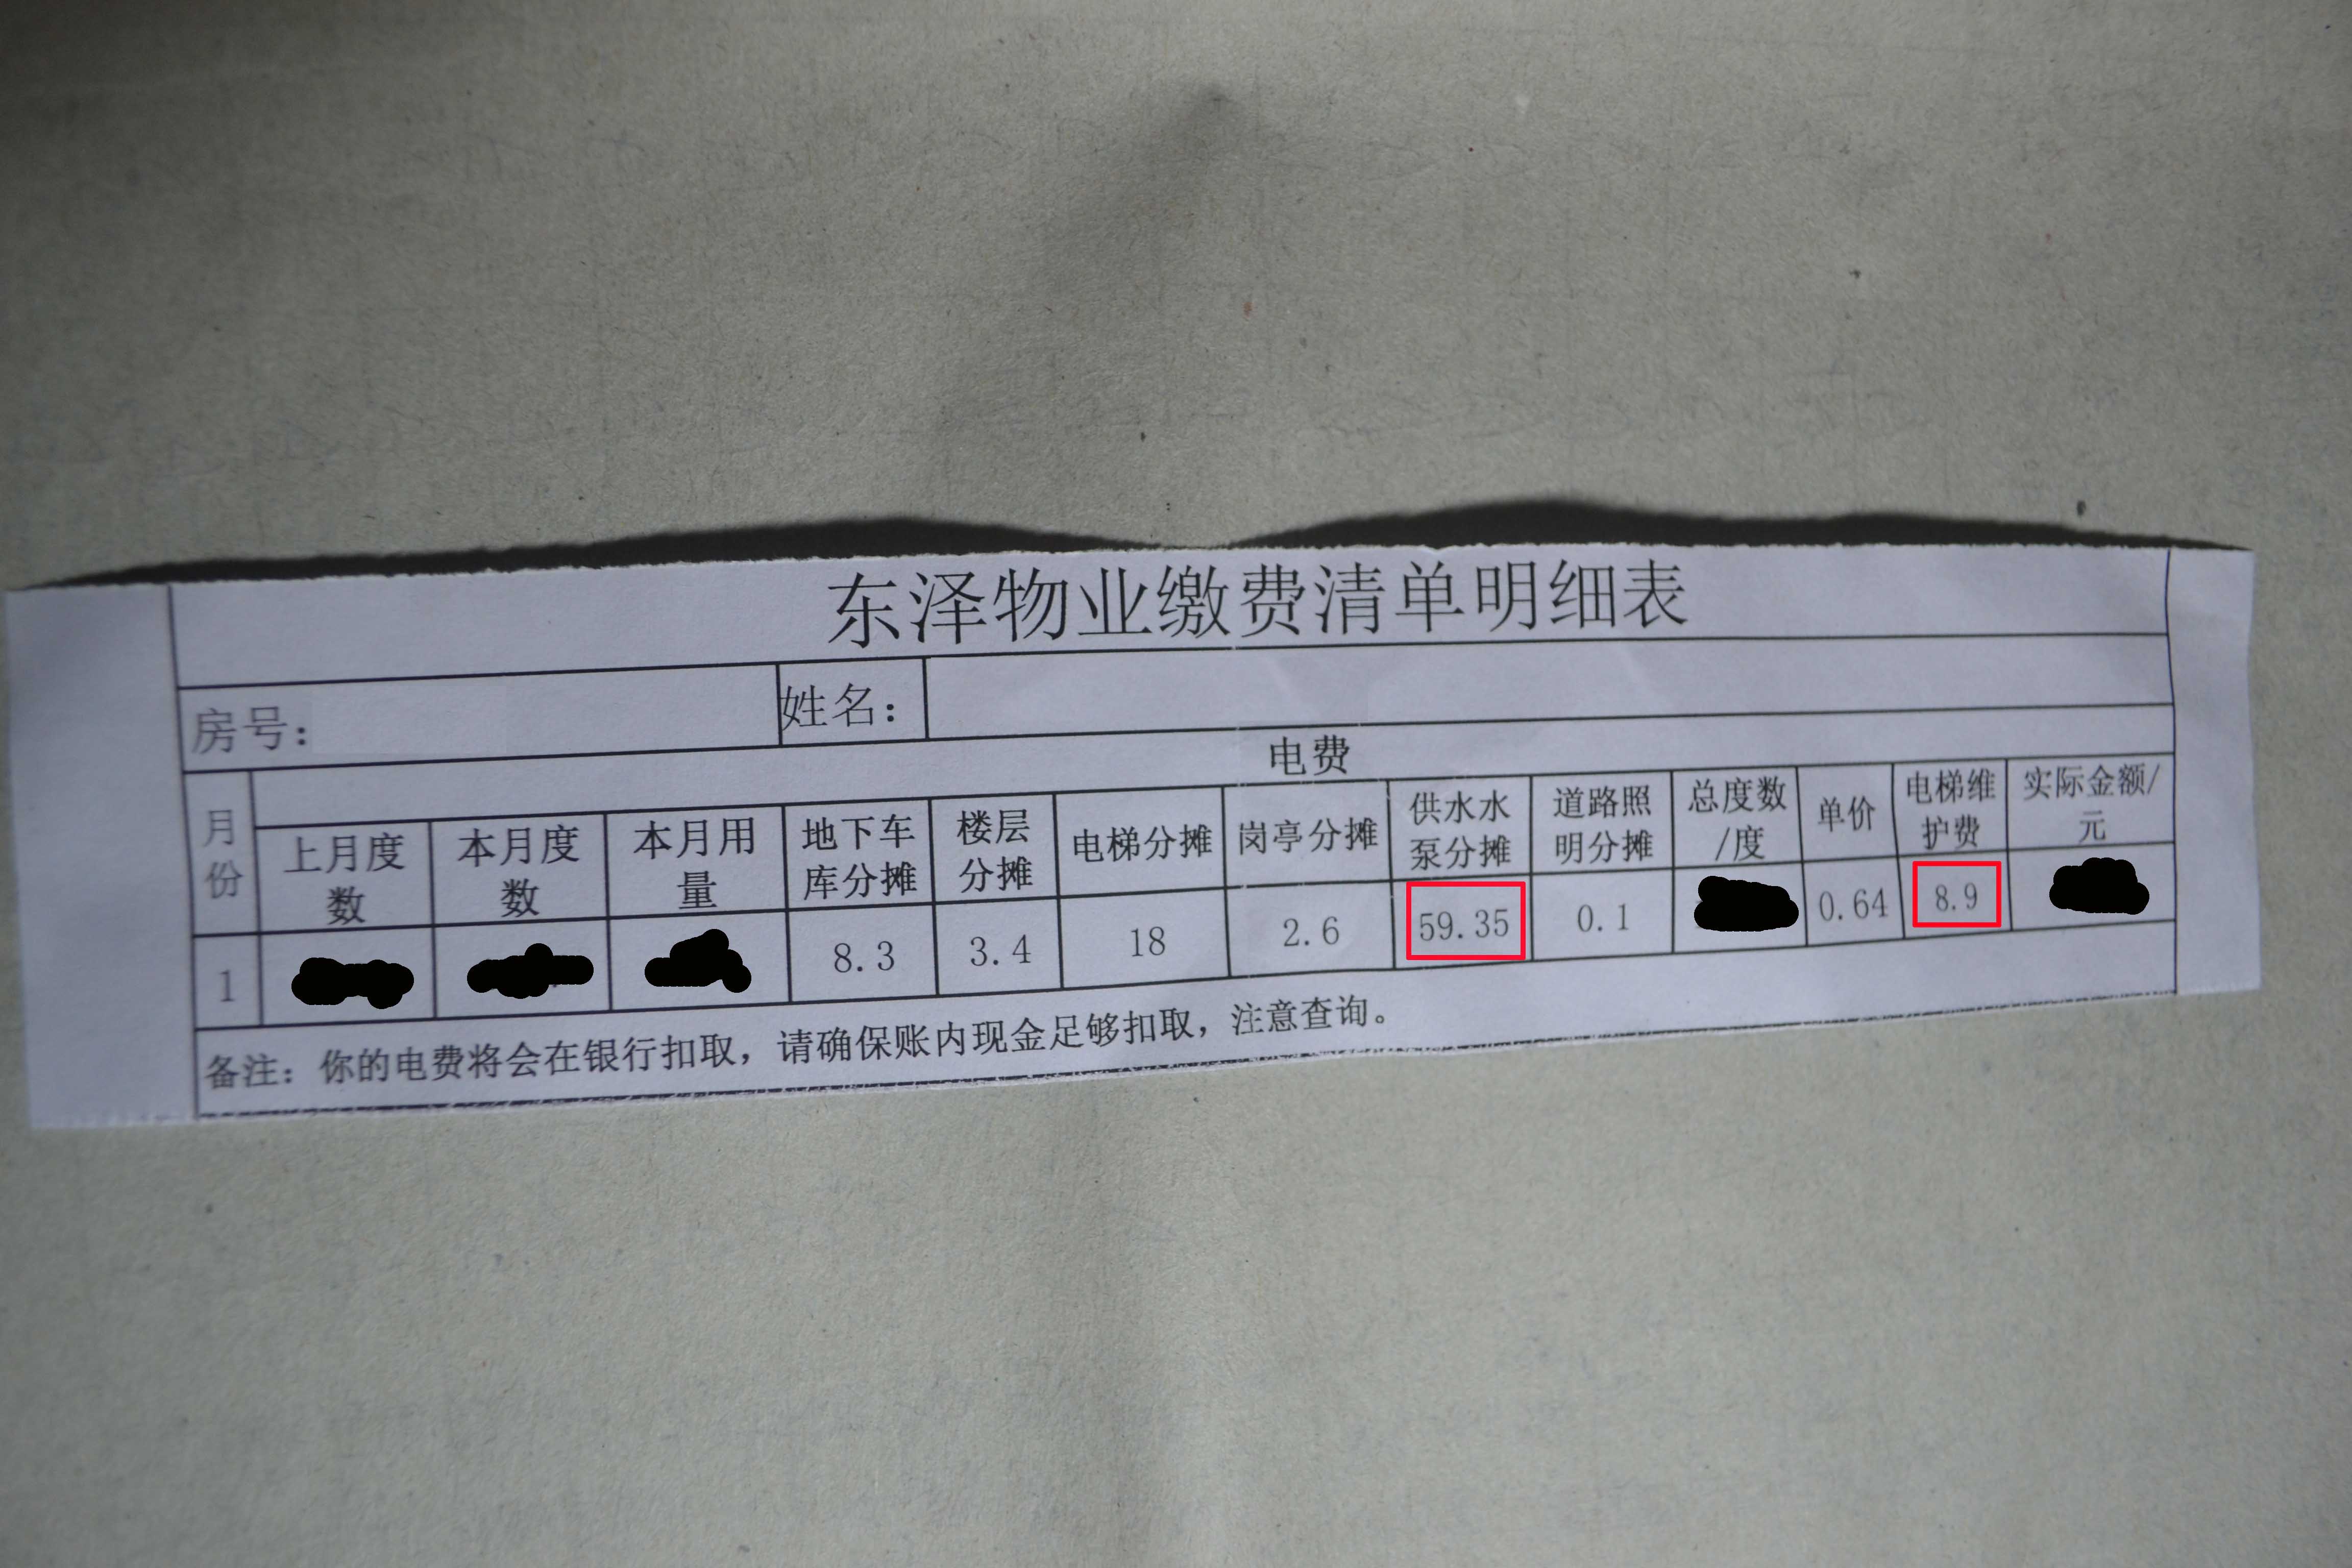 东泽物业缴费清单明细表
房号: 姓名:
电费
月份 上月度数 本月度数 本月用量 地下车库分摊 楼层分摊 电梯分摊 岗亭分摊 供水水泵分摊 道路照明分摊 总度数/度 单价 电梯维护费 实际金额/元
1 8.3 3.4 18 2.6 59.35 0.1 0.64 8.9
备注: 你的电费将会在银行扣取，请确保账内现金足够扣取，注意查询。